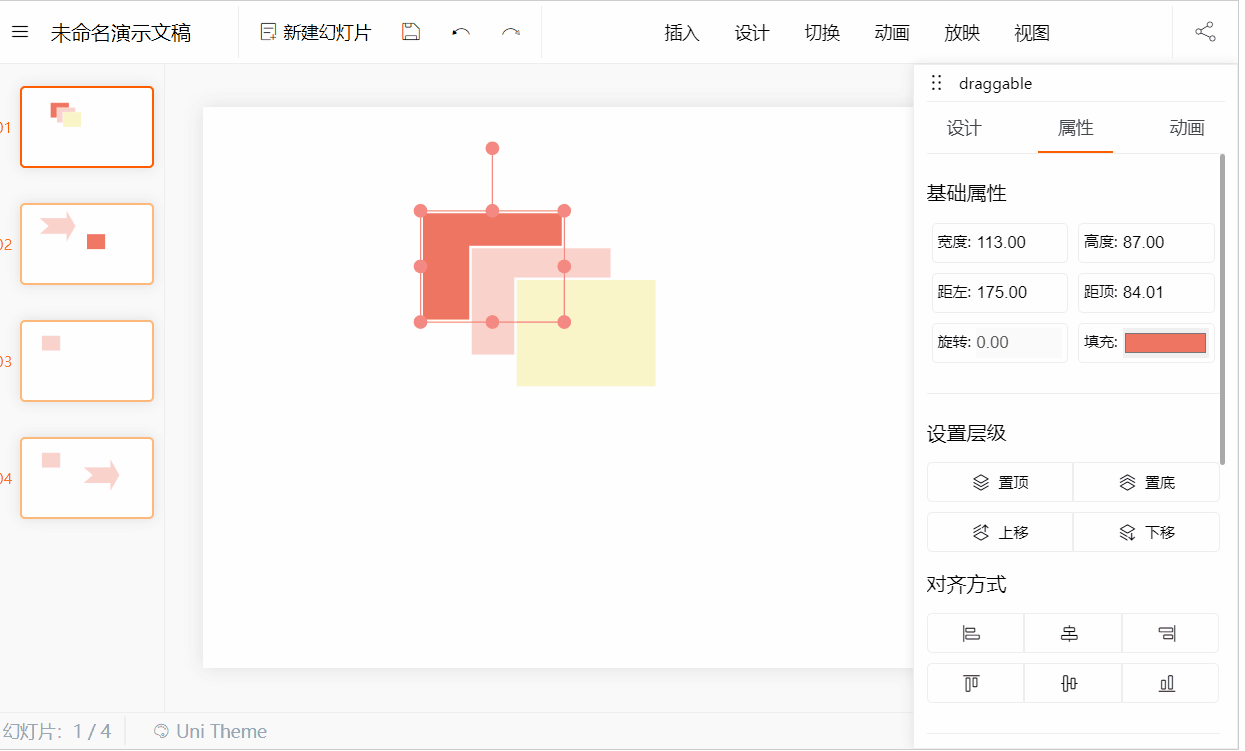 未命名演示文稿 新建幻灯片 插入 设计 切换 动画 放映 视图
draggable
设计 属性 动画
01
02
03
04
基础属性
宽度: 113.00 高度: 87.00
距左: 175.00 距顶: 84.01
旋转: 0.00 填充:
设置层级
置顶 置底
上移 下移
对齐方式
幻灯片: 1 / 4 Uni Theme